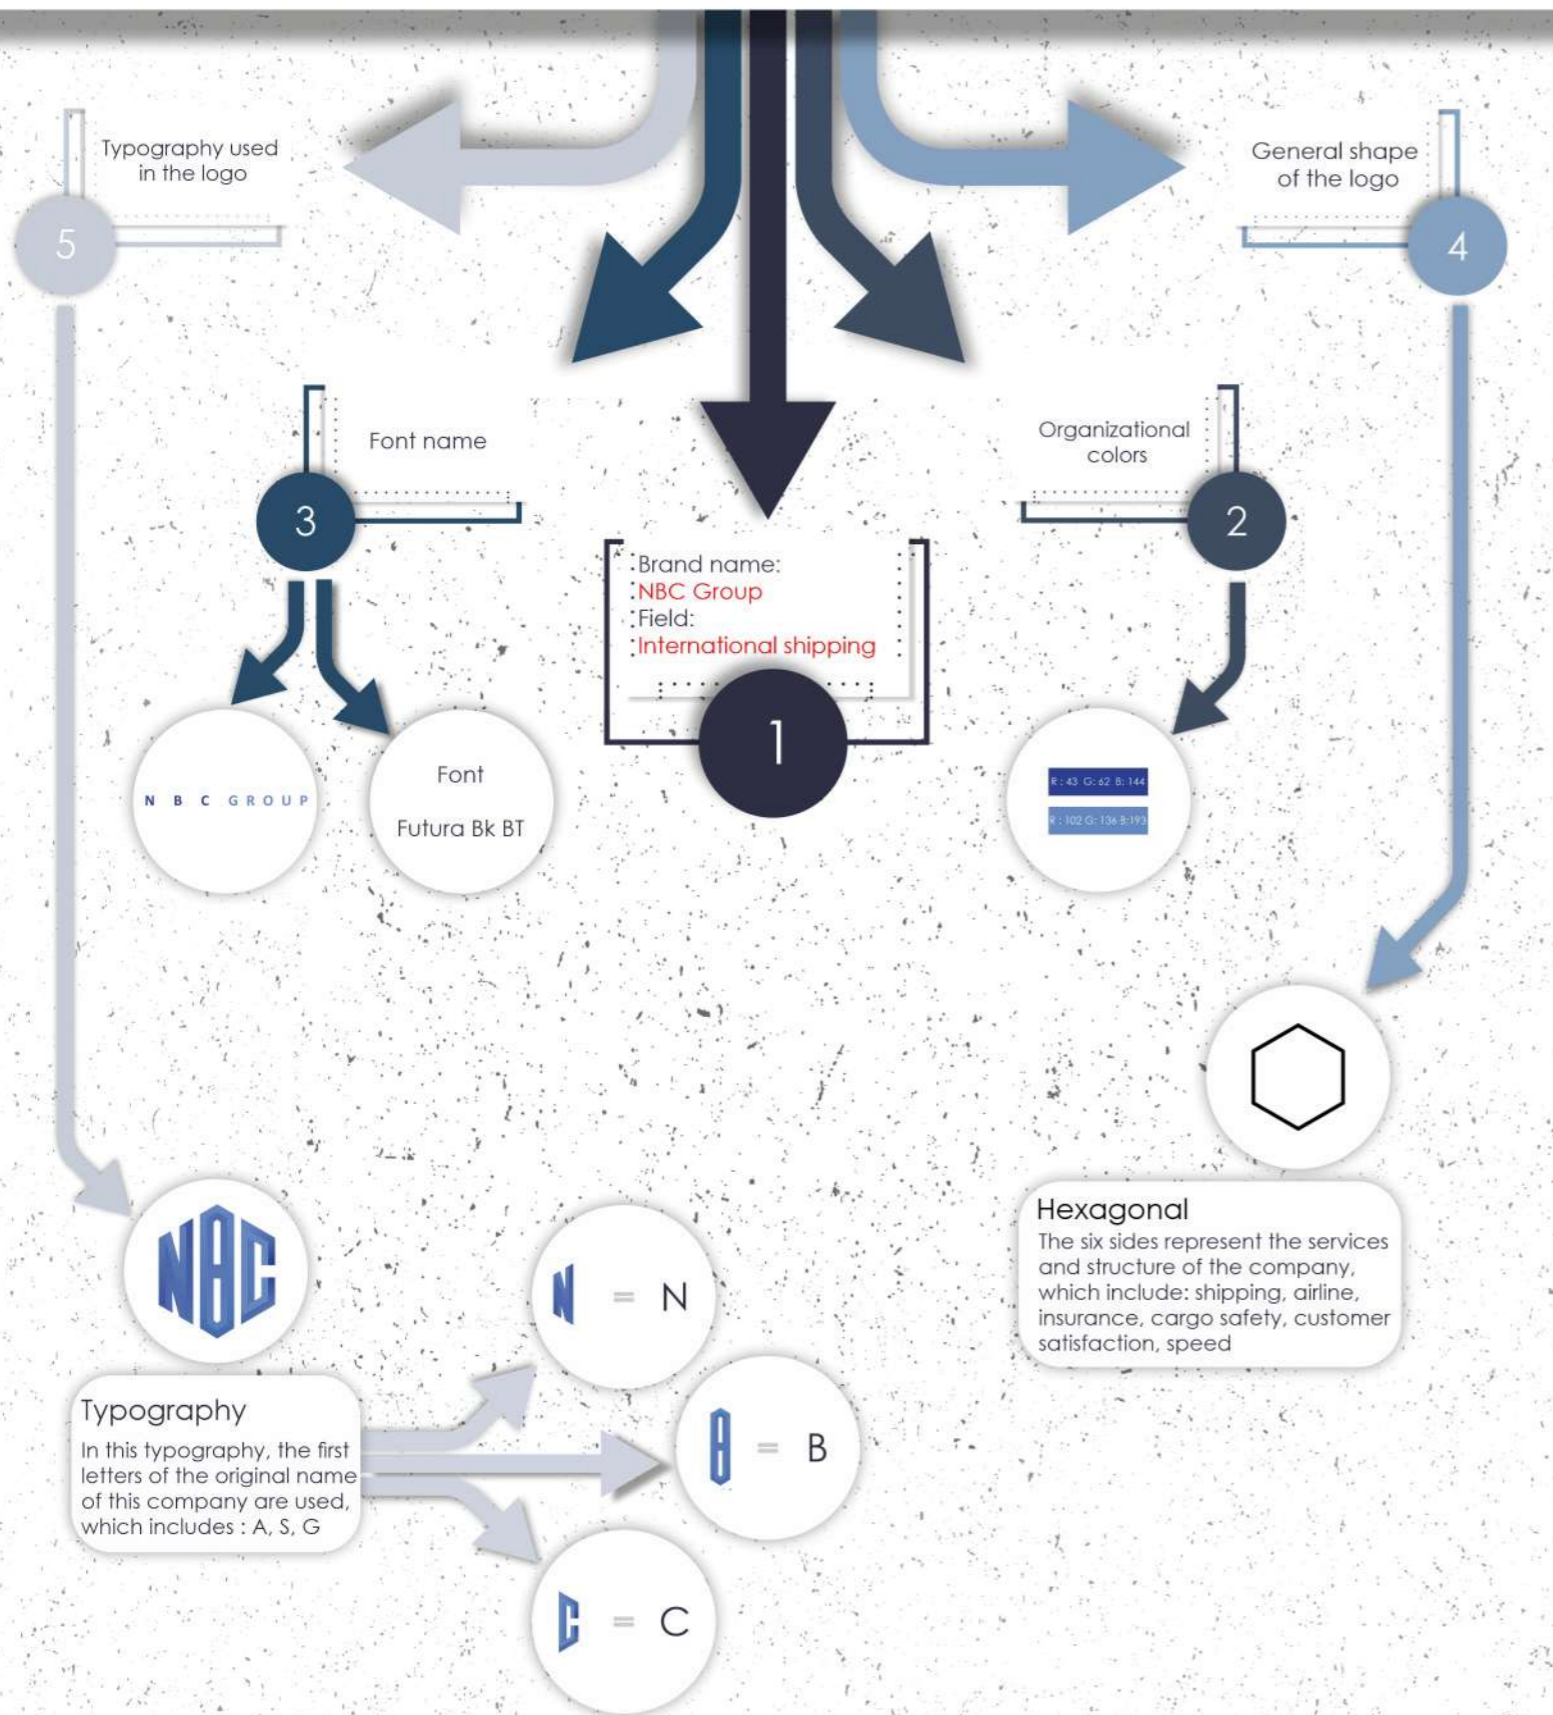 Typography used
in the logo
5
General shape
of the logo
4
Font name
3
Organizational
colors
2
Brand name:
NBC Group
Field:
International shipping
1
N B C GROUP
Font
Futura Bk BT
R : 43 G: 62 B: 144
R : 102 G: 136 B:193
Hexagonal
The six sides represent the services
and structure of the company,
which include: shipping, airline,
insurance, cargo safety, customer
satisfaction, speed
NBC
Typography
In this typography, the first
letters of the original name
of this company are used,
which includes : A, S, G
N = N
B = B
C = C